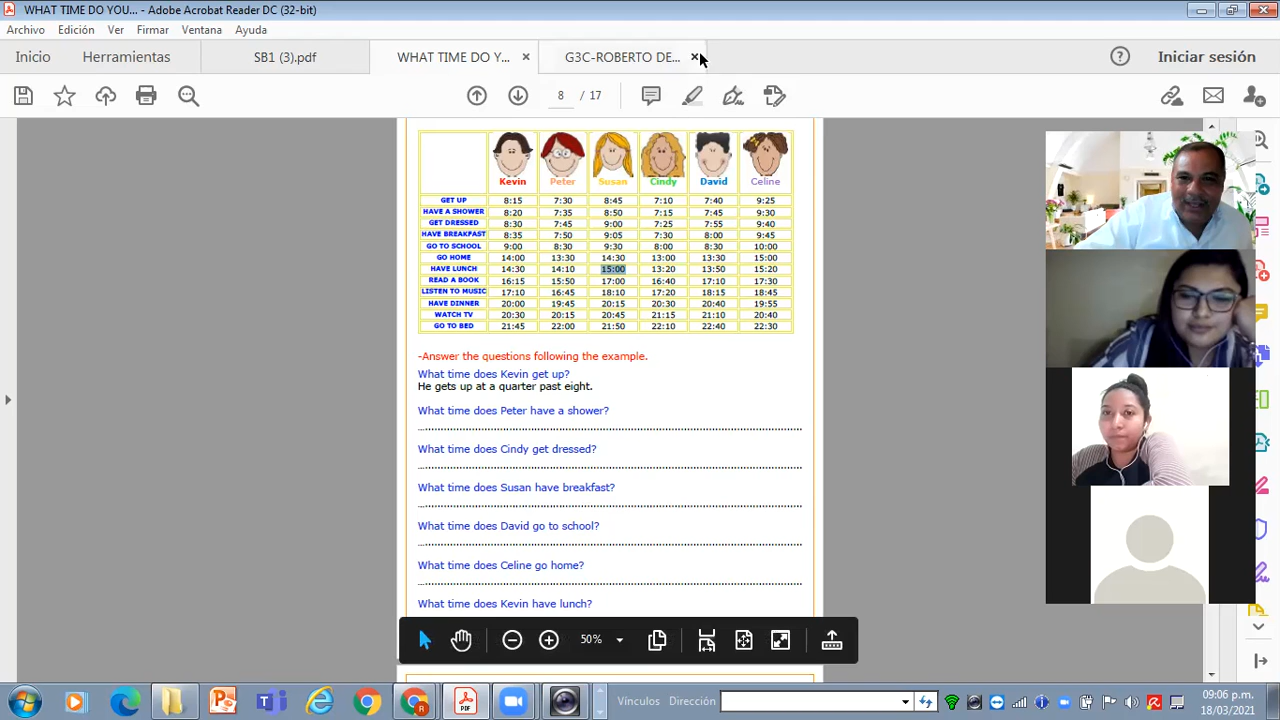 WHAT TIME DO YOU... - Adobe Acrobat Reader DC (32-bit)
Archivo Edición Ver Firmar Ventana Ayuda
Inicio Herramientas SB1 (3).pdf WHAT TIME DO Y... G3C-ROBERTO DE... Iniciar sesión
8 / 17
Kevin Peter Susan Cindy David Celine
GET UP 8:15 7:30 8:45 7:10 7:40 9:25
HAVE A SHOWER 8:20 7:35 8:50 7:15 7:45 9:30
GET DRESSED 8:30 7:45 9:00 7:25 7:55 9:40
HAVE BREAKFAST 8:35 7:50 9:05 7:30 8:00 9:45
GO TO SCHOOL 9:00 8:30 9:30 8:00 8:30 10:00
GO HOME 14:00 13:30 14:30 13:00 13:30 15:00
HAVE LUNCH 14:30 14:10 15:00 13:20 13:50 15:20
READ A BOOK 16:15 15:50 17:00 16:40 17:10 17:30
LISTEN TO MUSIC 17:10 16:45 18:10 17:20 18:15 18:45
HAVE DINNER 20:00 19:45 20:15 20:30 20:40 19:55
WATCH TV 20:30 20:15 20:45 21:15 21:10 20:40
GO TO BED 21:45 22:00 21:50 22:10 22:40 22:30
-Answer the questions following the example.
What time does Kevin get up?
He gets up at a quarter past eight.
What time does Peter have a shower?
What time does Cindy get dressed?
What time does Susan have breakfast?
What time does David go to school?
What time does Celine go home?
What time does Kevin have lunch?
50%
Vínculos Dirección
09:06 p.m.
18/03/2021